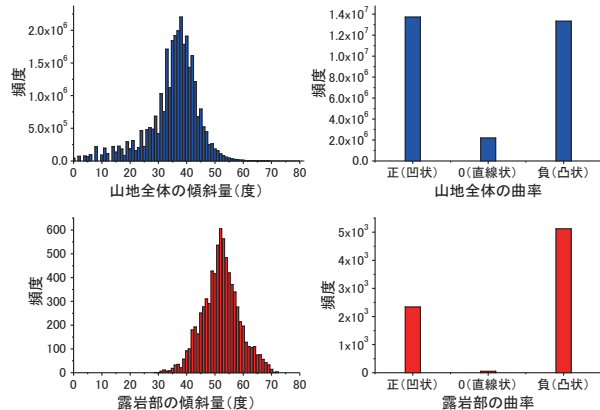 頻度
2.0x10⁶
1.5x10⁶
1.0x10⁶
5.0x10⁵
0.0
0 10 20 30 40 50 60 70 80
山地全体の傾斜量(度)
頻度
1.4x10⁷
1.2x10⁷
1.0x10⁷
8.0x10⁶
6.0x10⁶
4.0x10⁶
2.0x10⁶
0.0
正(凹状) 0(直線状) 負(凸状)
山地全体の曲率
頻度
600
500
400
300
200
100
0
0 10 20 30 40 50 60 70 80
露岩部の傾斜量(度)
頻度
5x10³
4x10³
3x10³
2x10³
1x10³
0
正(凹状) 0(直線状) 負(凸状)
露岩部の曲率